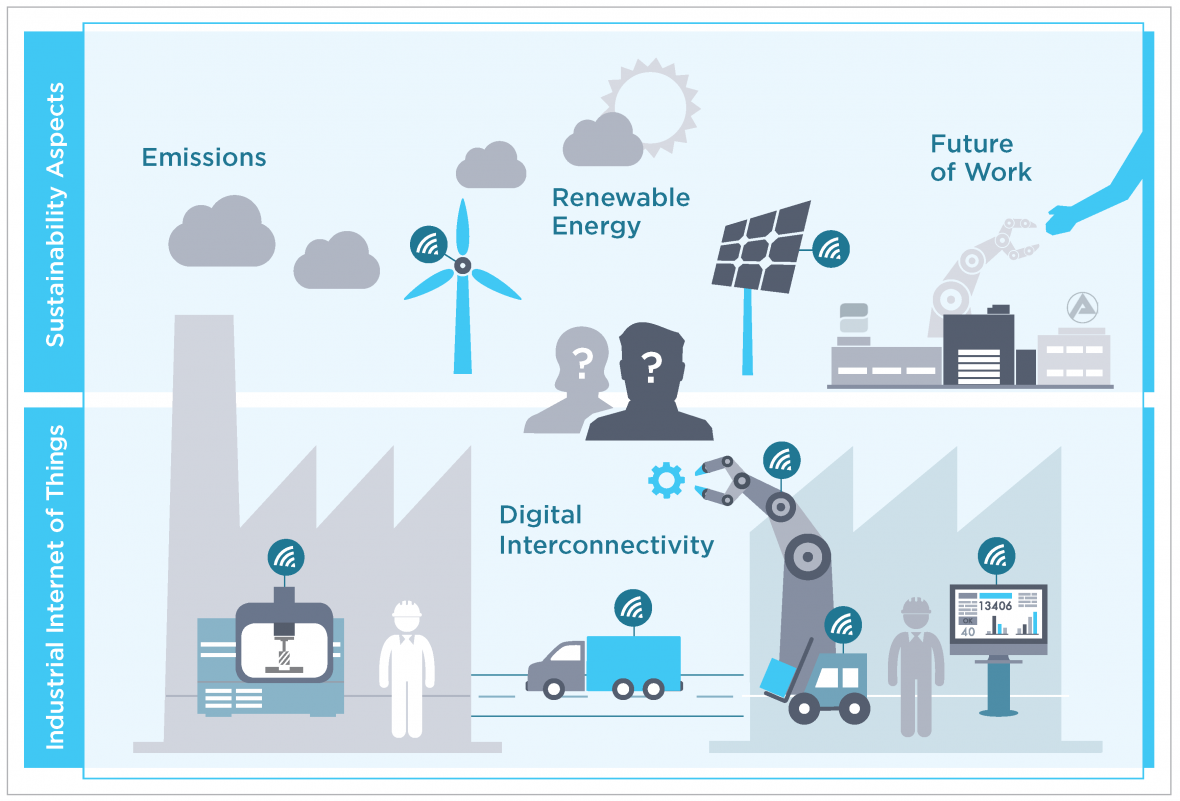 Sustainability Aspects
Emissions
Renewable
Energy
Future
of Work
? ?
Industrial Internet of Things
Digital
Interconnectivity
13406
OK
40